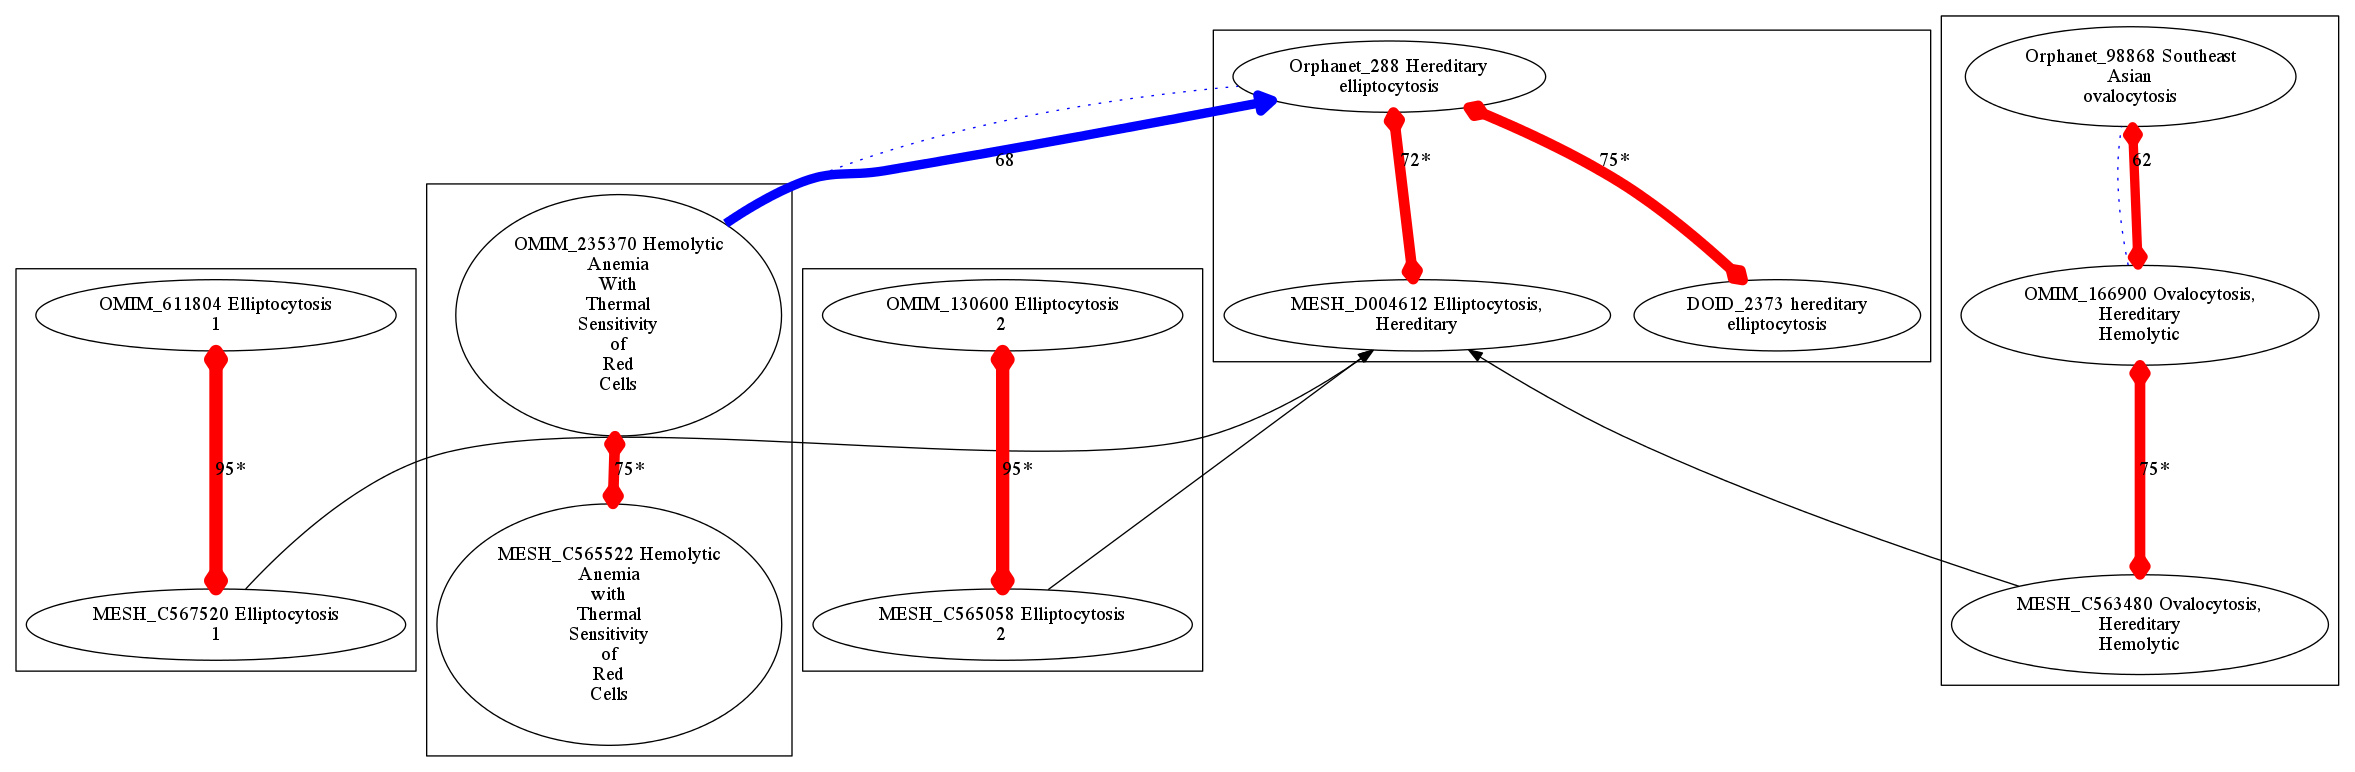 Orphanet_288 Hereditary
elliptocytosis
Orphanet_98868 Southeast
Asian
ovalocytosis
68
72*
75*
62
OMIM_611804 Elliptocytosis
1
OMIM_235370 Hemolytic
Anemia
With
Thermal
Sensitivity
of
Red
Cells
OMIM_130600 Elliptocytosis
2
MESH_D004612 Elliptocytosis,
Hereditary
DOID_2373 hereditary
elliptocytosis
OMIM_166900 Ovalocytosis,
Hereditary
Hemolytic
95*
75*
95*
75*
MESH_C567520 Elliptocytosis
1
MESH_C565522 Hemolytic
Anemia
with
Thermal
Sensitivity
of
Red
Cells
MESH_C565058 Elliptocytosis
2
MESH_C563480 Ovalocytosis,
Hereditary
Hemolytic